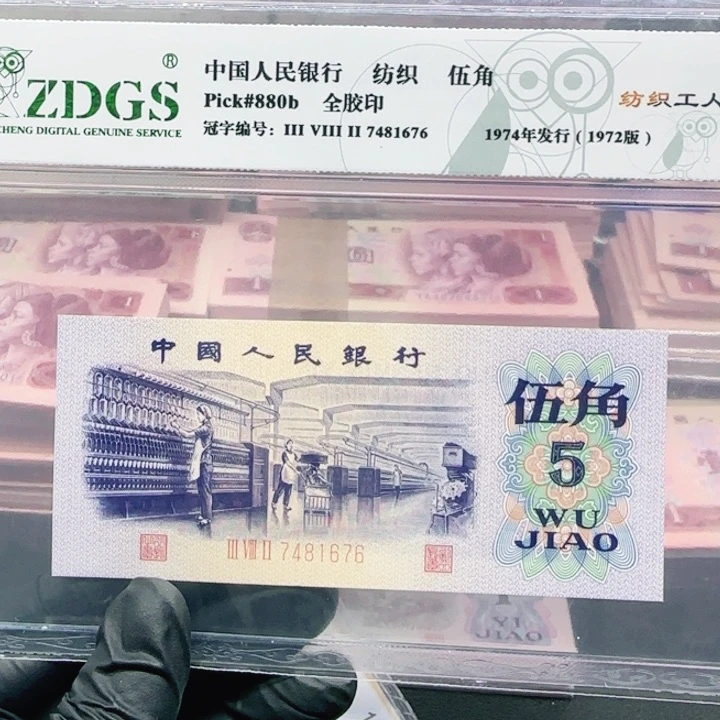 ZDGS®
CHENG DIGITAL GENUINE SERVICE
中国人民银行 纺织 伍角
Pick#880b 全胶印
冠字编号：III VIII II 7481676
1974年发行（1972版）
纺织工人
中國人民銀行
伍角
5
WU
JIAO
III VIII II 7481676
YI
JIAO